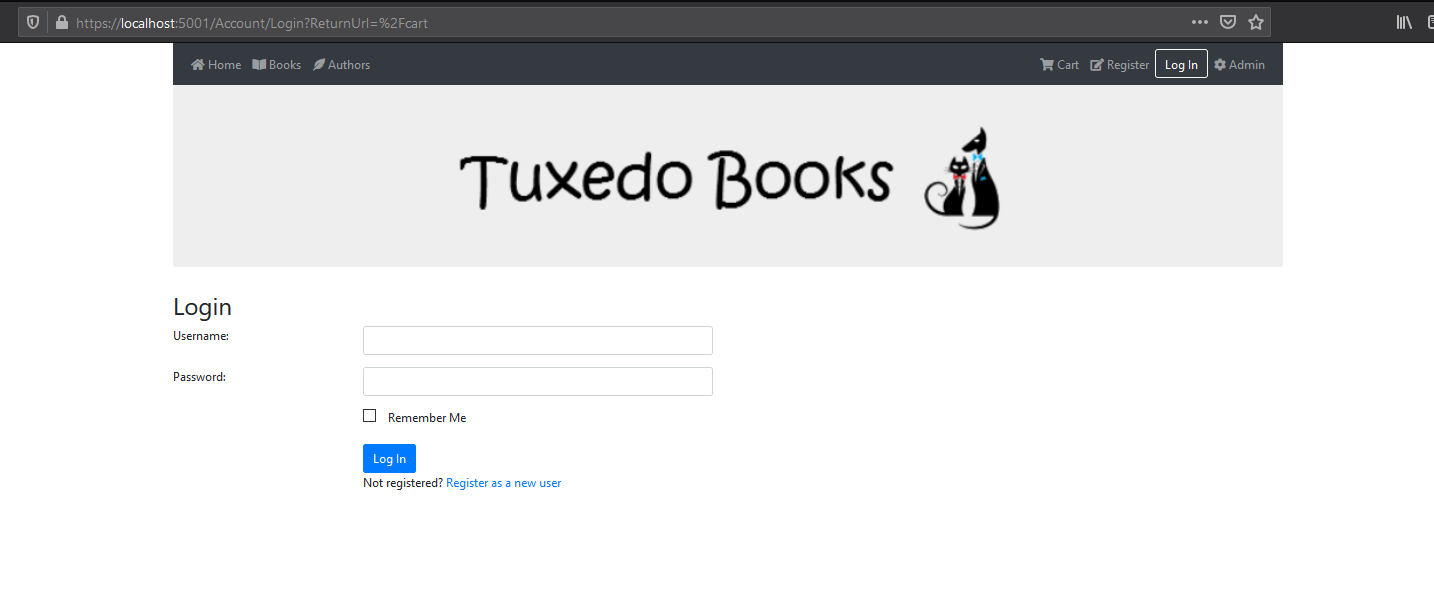 https://localhost:5001/Account/Login?ReturnUrl=%2Fcart
Home Books Authors Cart Register Log In Admin
Tuxedo Books
Login
Username:
Password:
Remember Me
Log In
Not registered? Register as a new user